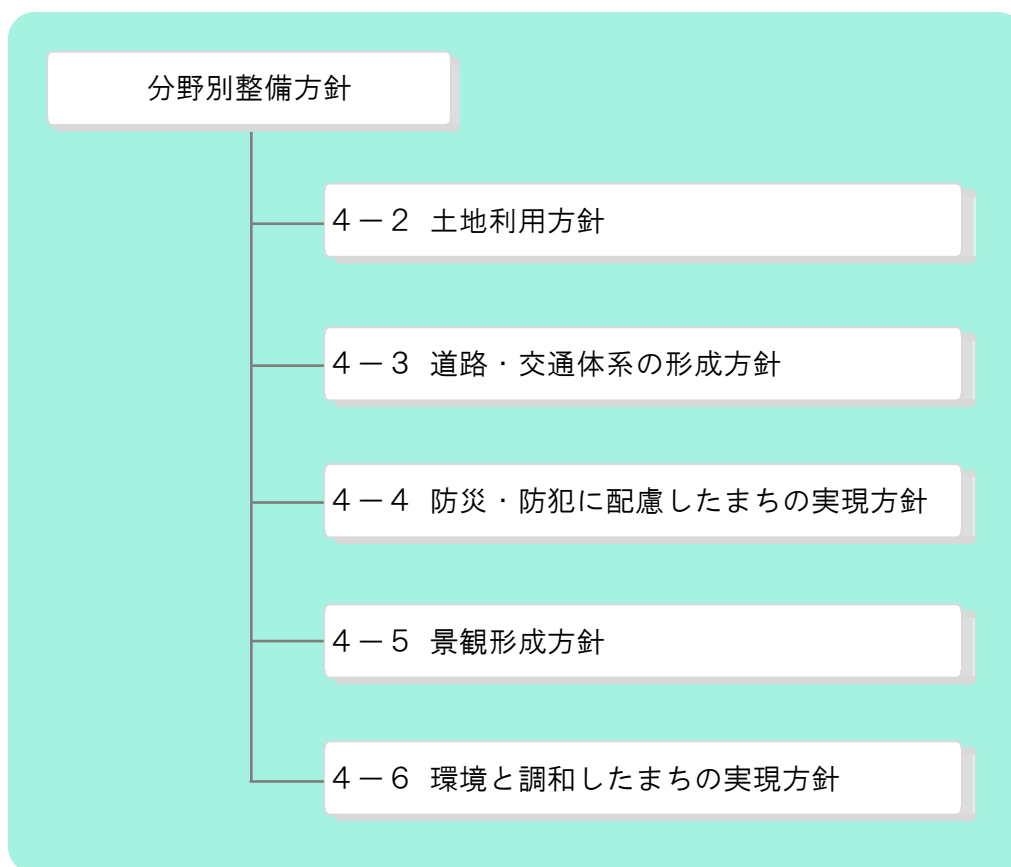 分野別整備方針
４－２ 土地利用方針
４－３ 道路・交通体系の形成方針
４－４ 防災・防犯に配慮したまちの実現方針
４－５ 景観形成方針
４－６ 環境と調和したまちの実現方針